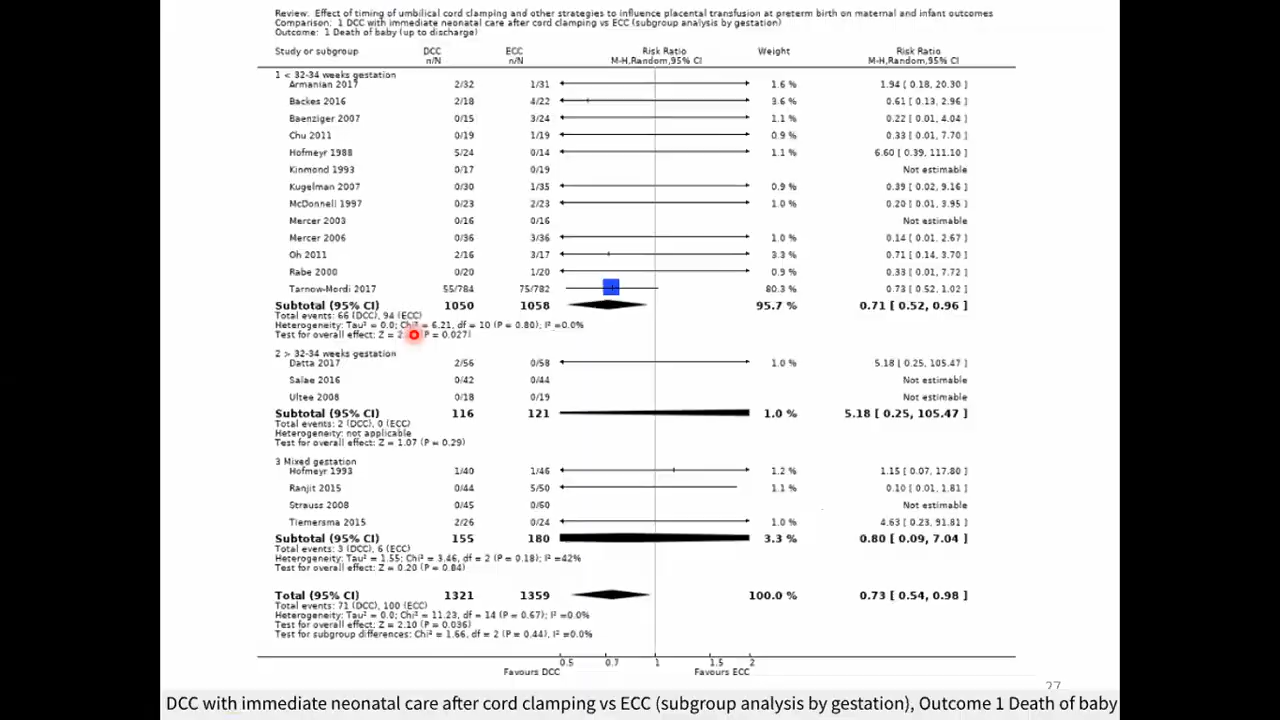 Review: Effect of timing of umbilical cord clamping and other strategies to influence placental transfusion at preterm birth on maternal and infant outcomes
Comparison: 1 DCC with immediate neonatal care after cord clamping vs ECC (subgroup analysis by gestation)
Outcome: 1 Death of baby (up to discharge)
Study or subgroup DCC ECC Risk Ratio Weight Risk Ratio
n/N n/N M-H,Random,95% CI M-H,Random,95% CI
1 < 32-34 weeks gestation
Armanian 2017 2/32 1/31 1.6 % 1.94 [ 0.18, 20.30 ]
Backes 2016 2/18 4/22 3.6 % 0.61 [ 0.13, 2.96 ]
Baenziger 2007 0/15 3/24 1.1 % 0.22 [ 0.01, 4.04 ]
Chu 2011 0/19 1/19 0.9 % 0.33 [ 0.01, 7.70 ]
Hofmeyr 1988 5/24 0/14 1.1 % 6.60 [ 0.39, 111.10 ]
Kinmond 1993 0/17 0/19 Not estimable
Kugelman 2007 0/30 1/35 0.9 % 0.39 [ 0.02, 9.16 ]
McDonnell 1997 0/23 2/23 1.0 % 0.20 [ 0.01, 3.95 ]
Mercer 2003 0/16 0/16 Not estimable
Mercer 2006 0/36 3/36 1.0 % 0.14 [ 0.01, 2.67 ]
Oh 2011 2/16 3/17 3.3 % 0.71 [ 0.14, 3.70 ]
Rabe 2000 0/20 1/20 0.9 % 0.33 [ 0.01, 7.72 ]
Tarnow-Mordi 2017 55/784 75/782 80.3 % 0.73 [ 0.52, 1.02 ]
Subtotal (95% CI) 1050 1058 95.7 % 0.71 [ 0.52, 0.96 ]
Total events: 66 (DCC), 94 (ECC)
Heterogeneity: Tau² = 0.0; Chi² = 6.21, df = 10 (P = 0.80); I² =0.0%
Test for overall effect: Z = 2. P = 0.027)
2 > 32-34 weeks gestation
Datta 2017 2/56 0/58 1.0 % 5.18 [ 0.25, 105.47 ]
Salae 2016 0/42 0/44 Not estimable
Ultee 2008 0/18 0/19 Not estimable
Subtotal (95% CI) 116 121 1.0 % 5.18 [ 0.25, 105.47 ]
Total events: 2 (DCC), 0 (ECC)
Heterogeneity: not applicable
Test for overall effect: Z = 1.07 (P = 0.29)
3 Mixed gestation
Hofmeyr 1993 1/40 1/46 1.2 % 1.15 [ 0.07, 17.80 ]
Ranjit 2015 0/44 5/50 1.1 % 0.10 [ 0.01, 1.81 ]
Strauss 2008 0/45 0/60 Not estimable
Tiemersma 2015 2/26 0/24 1.0 % 4.63 [ 0.23, 91.81 ]
Subtotal (95% CI) 155 180 3.3 % 0.80 [ 0.09, 7.04 ]
Total events: 3 (DCC), 6 (ECC)
Heterogeneity: Tau² = 1.55; Chi² = 3.46, df = 2 (P = 0.18); I² =42%
Test for overall effect: Z = 0.20 (P = 0.84)
Total (95% CI) 1321 1359 100.0 % 0.73 [ 0.54, 0.98 ]
Total events: 71 (DCC), 100 (ECC)
Heterogeneity: Tau² = 0.0; Chi² = 11.23, df = 14 (P = 0.67); I² =0.0%
Test for overall effect: Z = 2.10 (P = 0.036)
Test for subgroup differences: Chi² = 1.66, df = 2 (P = 0.44), I² =0.0%
0.5 0.7 1 1.5 2
Favours DCC Favours ECC
27
DCC with immediate neonatal care after cord clamping vs ECC (subgroup analysis by gestation), Outcome 1 Death of baby